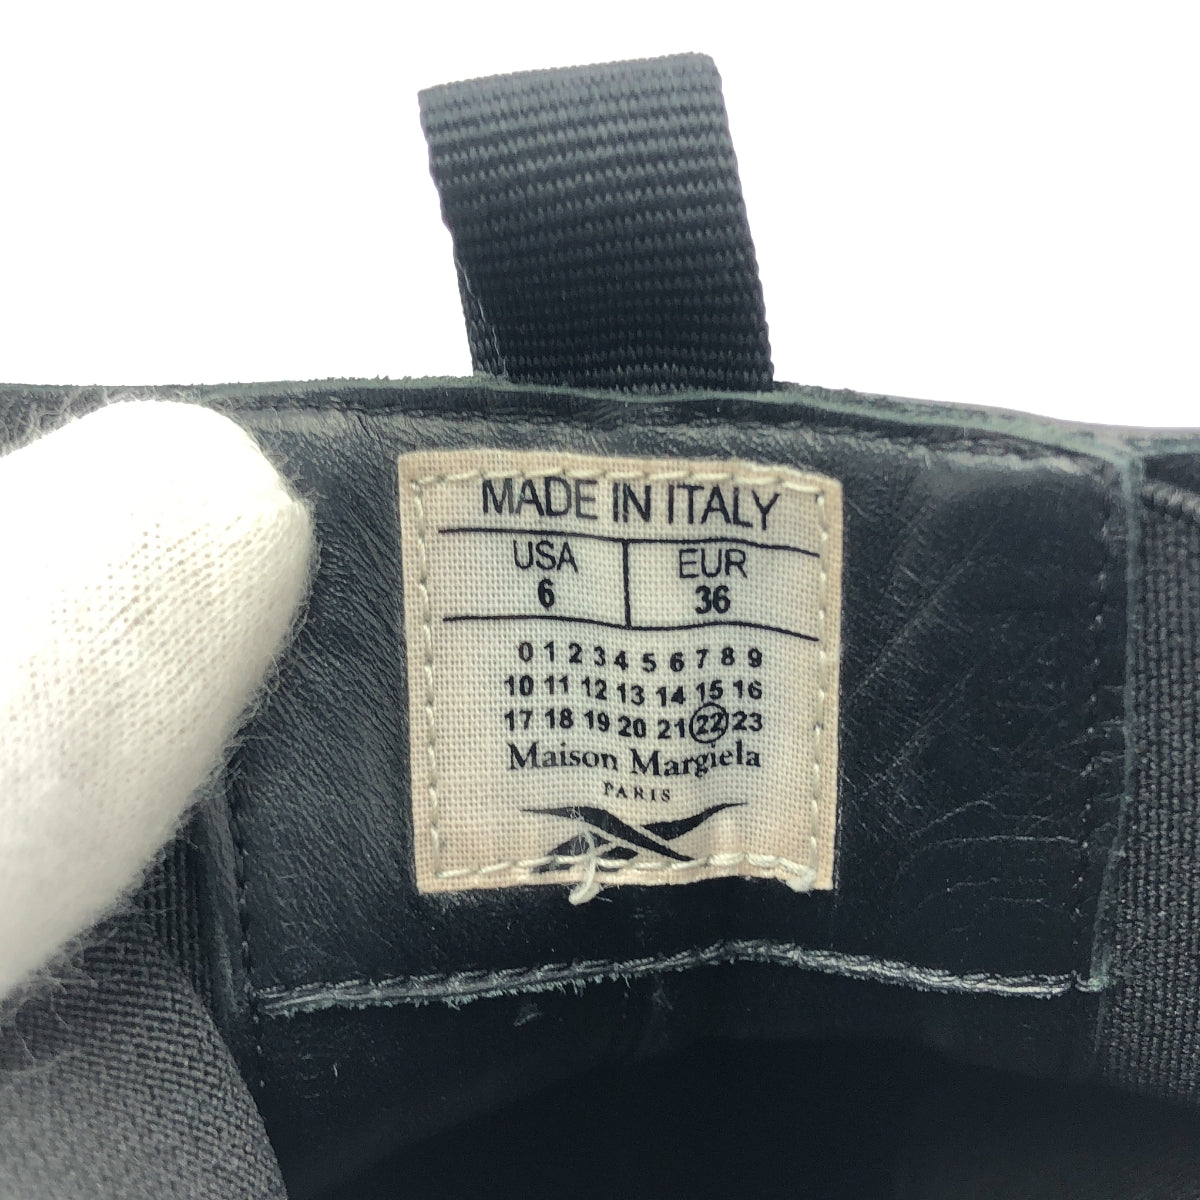 MADE IN ITALY
USA EUR
6 36
0 1 2 3 4 5 6 7 8 9
10 11 12 13 14 15 16
17 18 19 20 21 22 23
Maison Margiela
PARIS